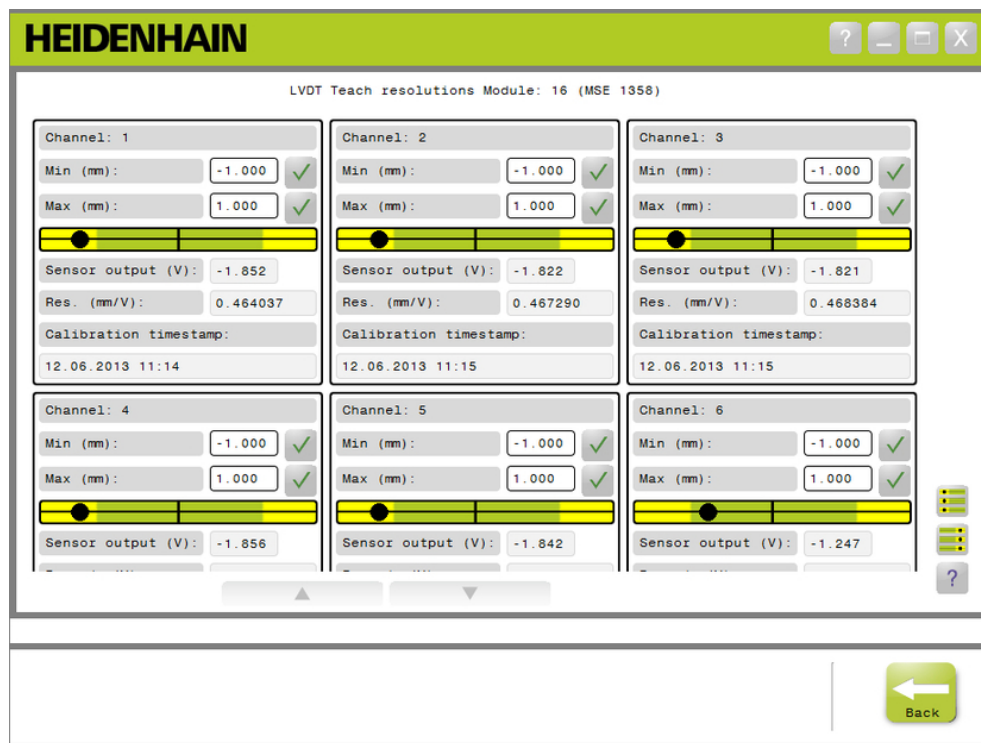 HEIDENHAIN
? _ X
LVDT Teach resolutions Module: 16 (MSE 1358)
Channel: 1
Min (mm): -1.000
Max (mm): 1.000
Sensor output (V): -1.852
Res. (mm/V): 0.464037
Calibration timestamp:
12.06.2013 11:14
Channel: 2
Min (mm): -1.000
Max (mm): 1.000
Sensor output (V): -1.822
Res. (mm/V): 0.467290
Calibration timestamp:
12.06.2013 11:15
Channel: 3
Min (mm): -1.000
Max (mm): 1.000
Sensor output (V): -1.821
Res. (mm/V): 0.468384
Calibration timestamp:
12.06.2013 11:15
Channel: 4
Min (mm): -1.000
Max (mm): 1.000
Sensor output (V): -1.856
Channel: 5
Min (mm): -1.000
Max (mm): 1.000
Sensor output (V): -1.842
Channel: 6
Min (mm): -1.000
Max (mm): 1.000
Sensor output (V): -1.247
?
Back